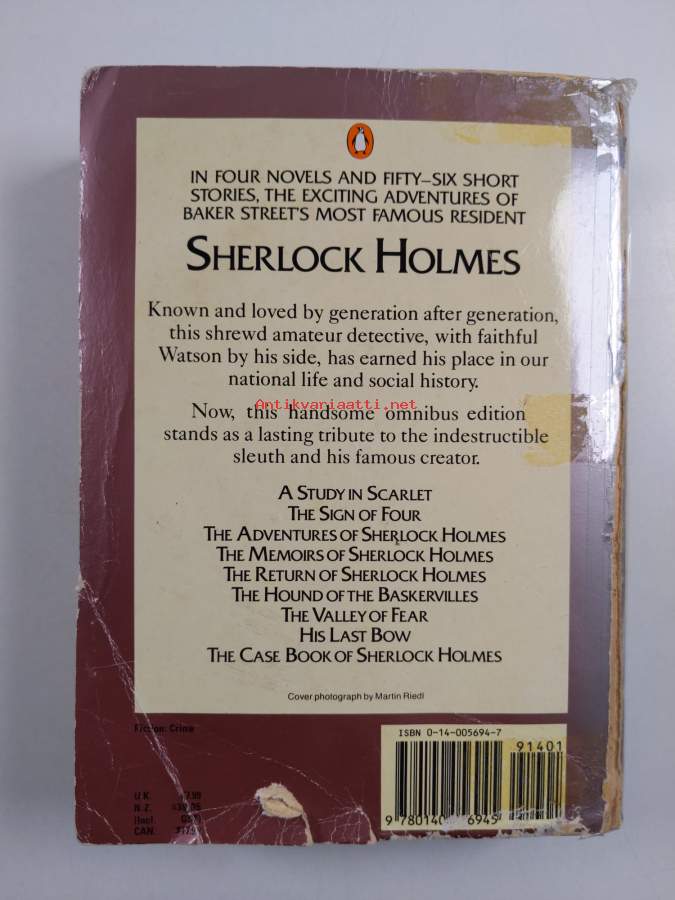 IN FOUR NOVELS AND FIFTY–SIX SHORT
STORIES, THE EXCITING ADVENTURES OF
BAKER STREET'S MOST FAMOUS RESIDENT
SHERLOCK HOLMES
Known and loved by generation after generation,
this shrewd amateur detective, with faithful
Watson by his side, has earned his place in our
national life and social history.
Antikvariaatti.net
Now, this handsome omnibus edition
stands as a lasting tribute to the indestructible
sleuth and his famous creator.
A STUDY IN SCARLET
THE SIGN OF FOUR
THE ADVENTURES OF SHERLOCK HOLMES
THE MEMOIRS OF SHERLOCK HOLMES
THE RETURN OF SHERLOCK HOLMES
THE HOUND OF THE BASKERVILLES
THE VALLEY OF FEAR
HIS LAST BOW
THE CASE BOOK OF SHERLOCK HOLMES
Cover photograph by Martin Riedl
Fiction: Crime
ISBN 0-14-005694-7
91401
U.K.
N.Z.
(Incl.
CAN.
9 780140